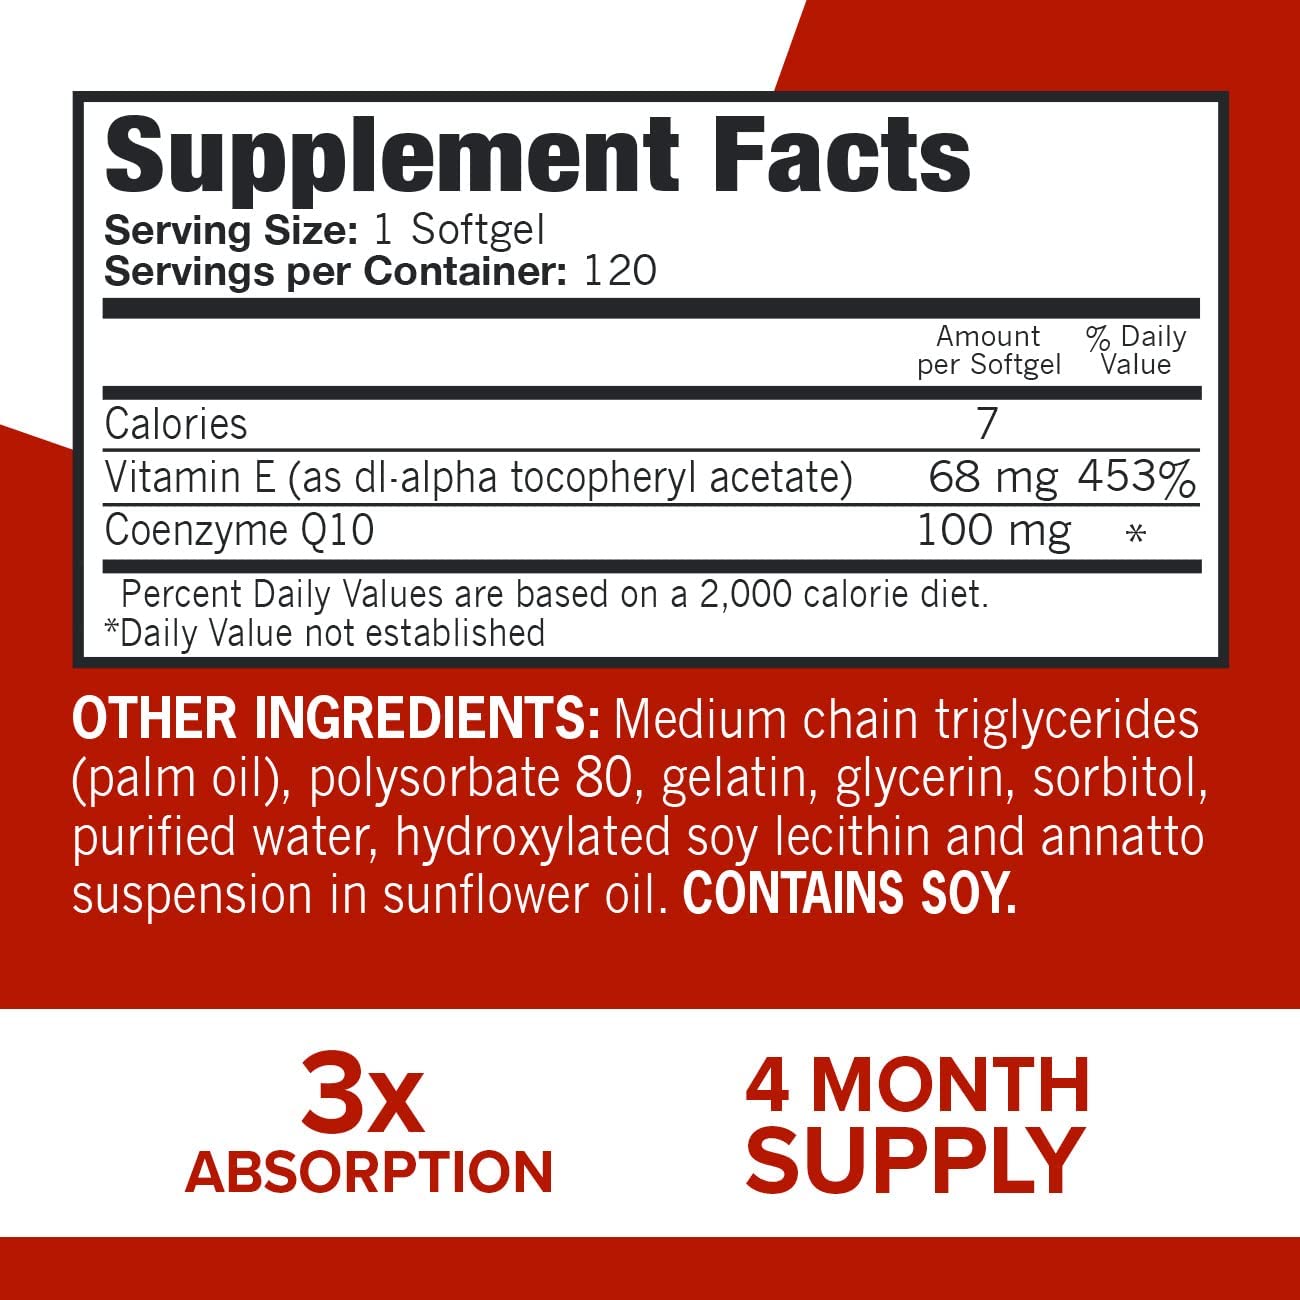 Supplement Facts
Serving Size: 1 Softgel
Servings per Container: 120
Amount per Softgel
% Daily Value
Calories 7
Vitamin E (as dl-alpha tocopheryl acetate) 68 mg 453%
Coenzyme Q10 100 mg *
Percent Daily Values are based on a 2,000 calorie diet.
*Daily Value not established
OTHER INGREDIENTS: Medium chain triglycerides
(palm oil), polysorbate 80, gelatin, glycerin, sorbitol,
purified water, hydroxylated soy lecithin and annatto
suspension in sunflower oil. CONTAINS SOY.
3x
ABSORPTION
4 MONTH
SUPPLY